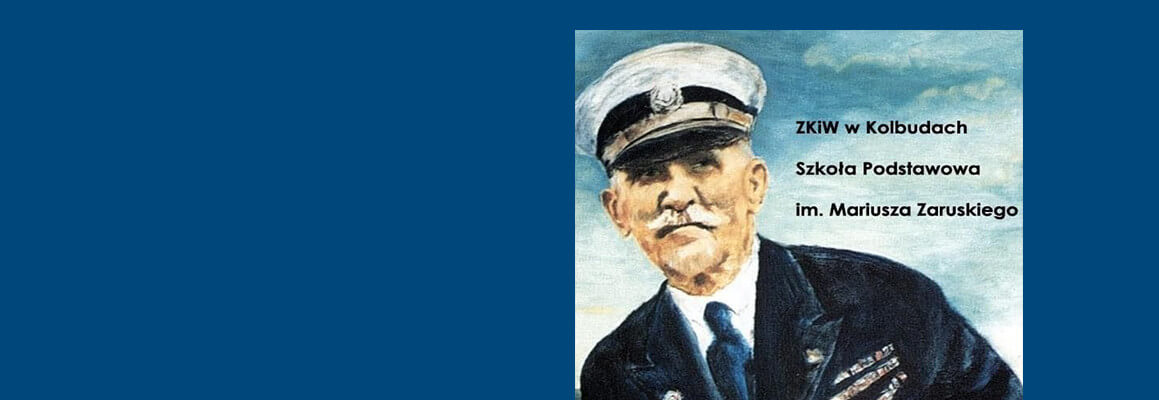 ZKiW w Kolbudach
Szkoła Podstawowa
im. Mariusza Zaruskiego